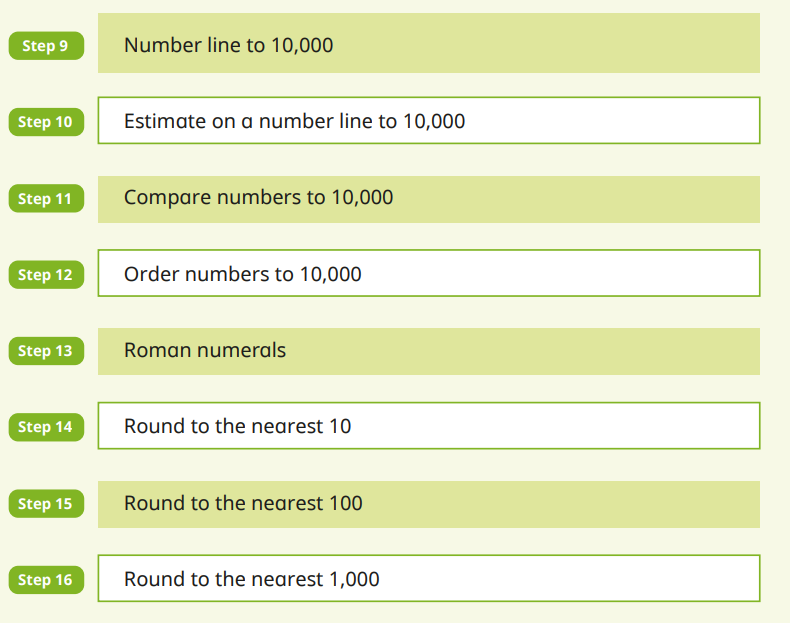 Step 9 Number line to 10,000
Step 10 Estimate on a number line to 10,000
Step 11 Compare numbers to 10,000
Step 12 Order numbers to 10,000
Step 13 Roman numerals
Step 14 Round to the nearest 10
Step 15 Round to the nearest 100
Step 16 Round to the nearest 1,000